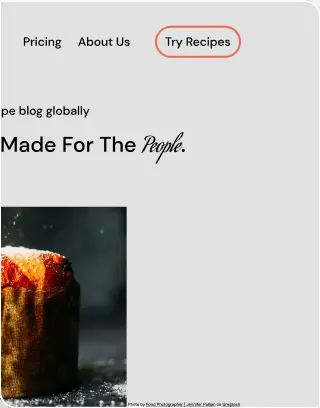 Pricing About Us Try Recipes
pe blog globally
Made For The People.
Photo by Food Photographer | Jennifer Pallian on Unsplash